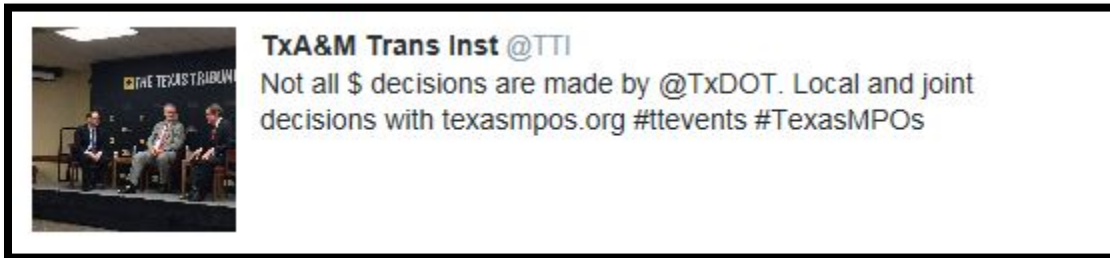 THE TEXAS TRIBUN
TxA&M Trans Inst @TTI
Not all $ decisions are made by @TxDOT. Local and joint
decisions with texasmpos.org #ttevents #TexasMPOs